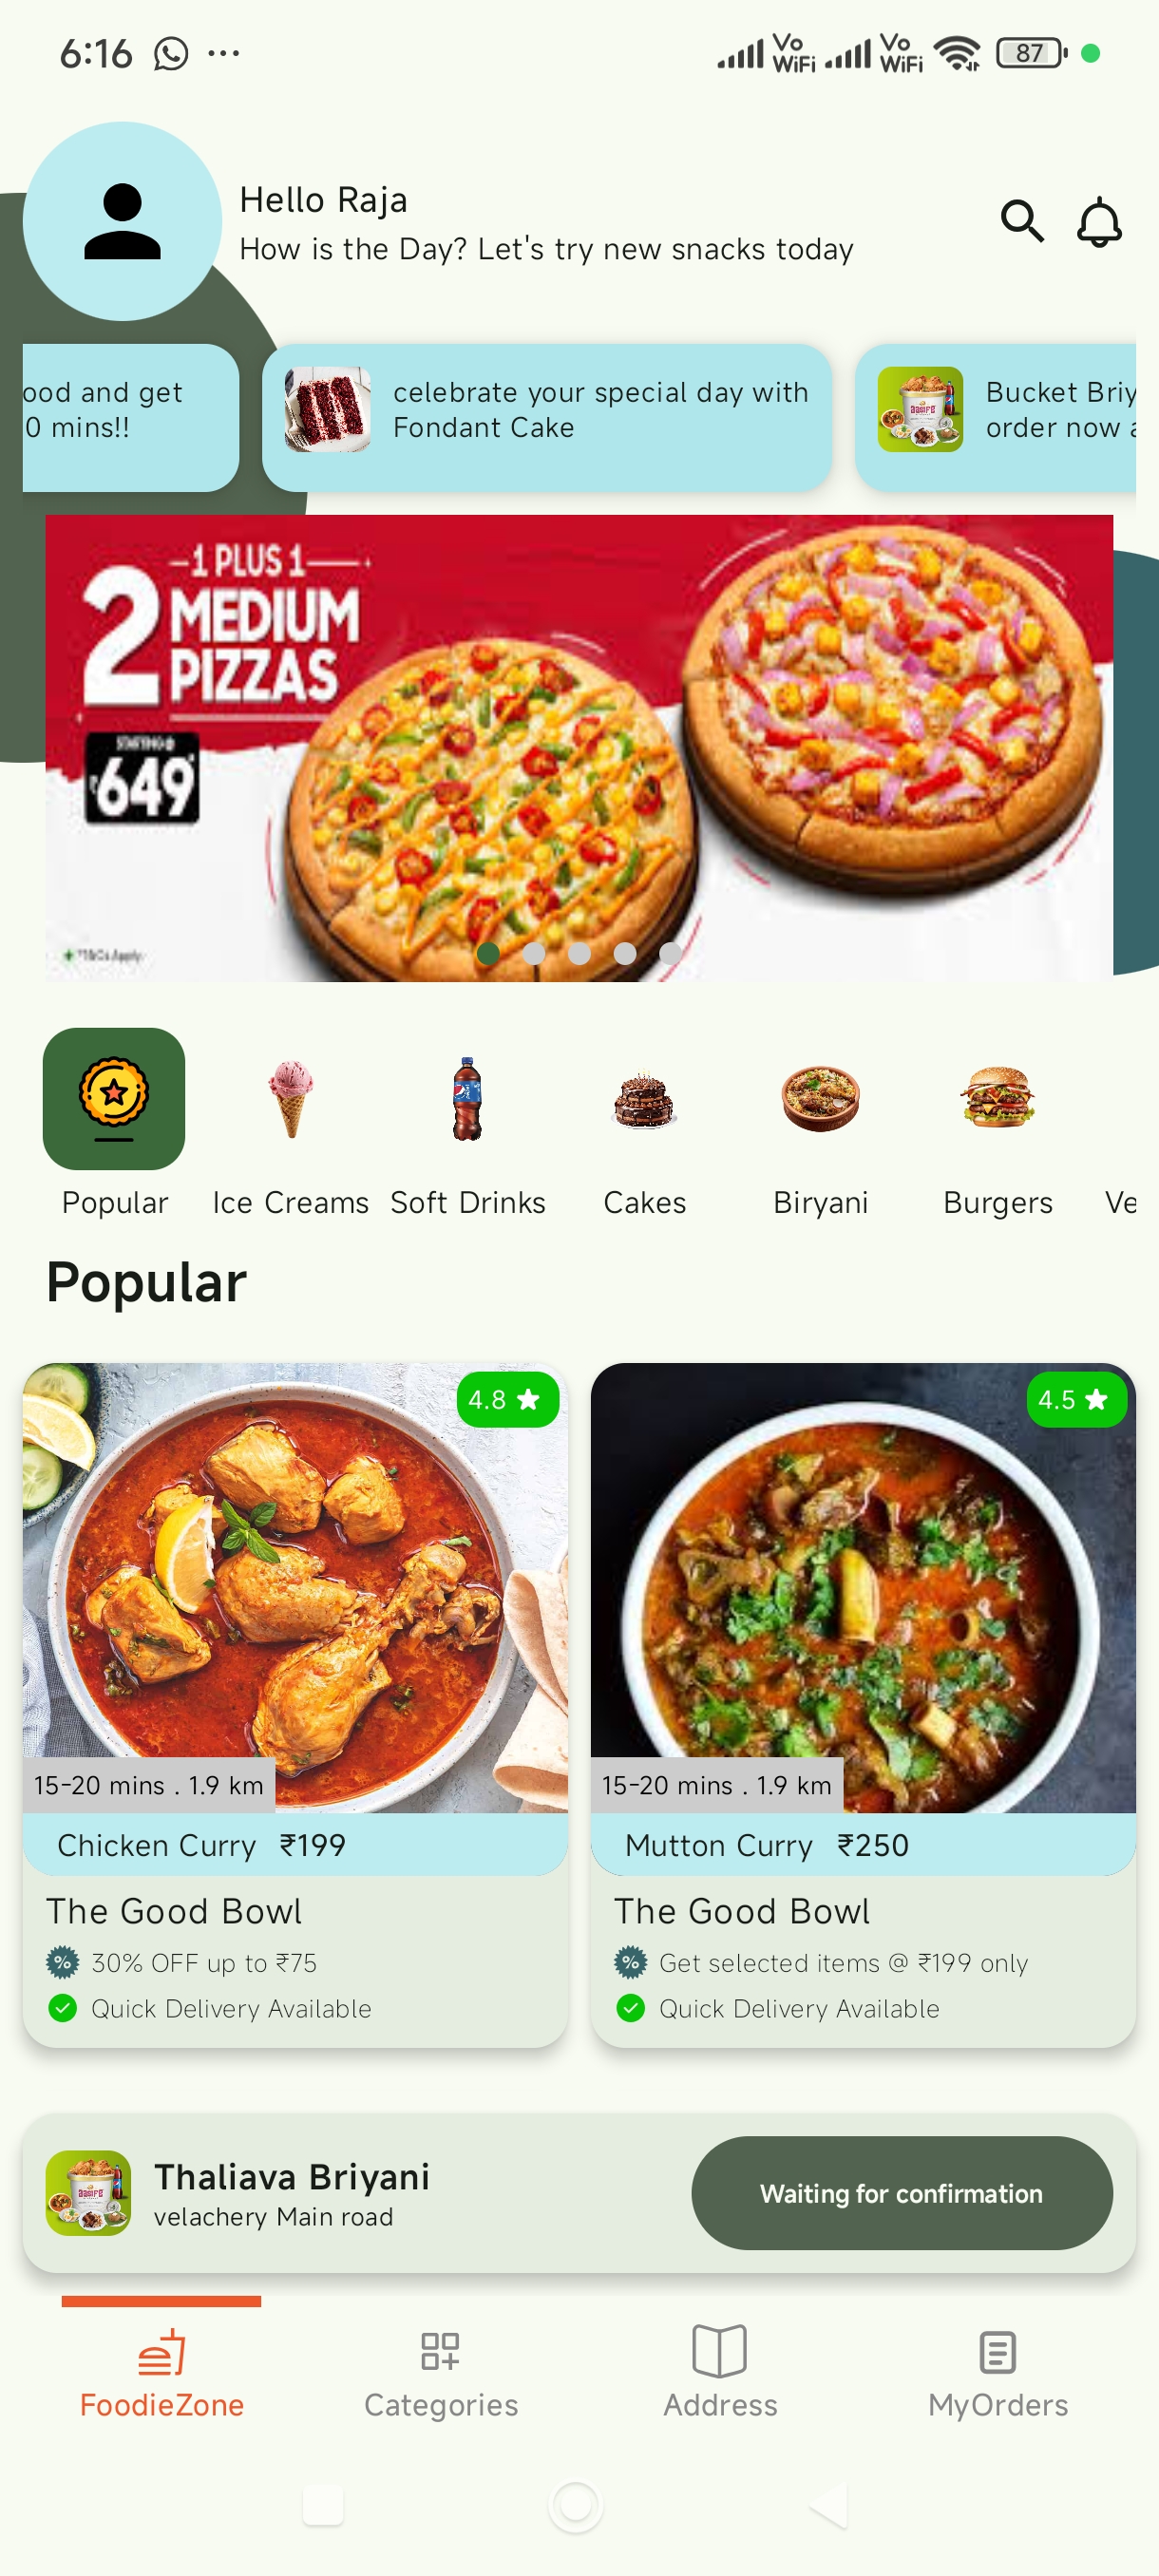 6:16
Vo WiFi
Vo WiFi
87
Hello Raja
How is the Day? Let's try new snacks today
ood and get
0 mins!!
celebrate your special day with
Fondant Cake
Bucket Briy
order now a
1 PLUS 1
2 MEDIUM
PIZZAS
STARTING @
₹649
*T&Cs Apply
Popular
Ice Creams
Soft Drinks
Cakes
Biryani
Burgers
Ve
Popular
4.8
15-20 mins . 1.9 km
Chicken Curry ₹199
The Good Bowl
30% OFF up to ₹75
Quick Delivery Available
4.5
15-20 mins . 1.9 km
Mutton Curry ₹250
The Good Bowl
Get selected items @ ₹199 only
Quick Delivery Available
Thaliava Briyani
velachery Main road
Waiting for confirmation
FoodieZone
Categories
Address
MyOrders